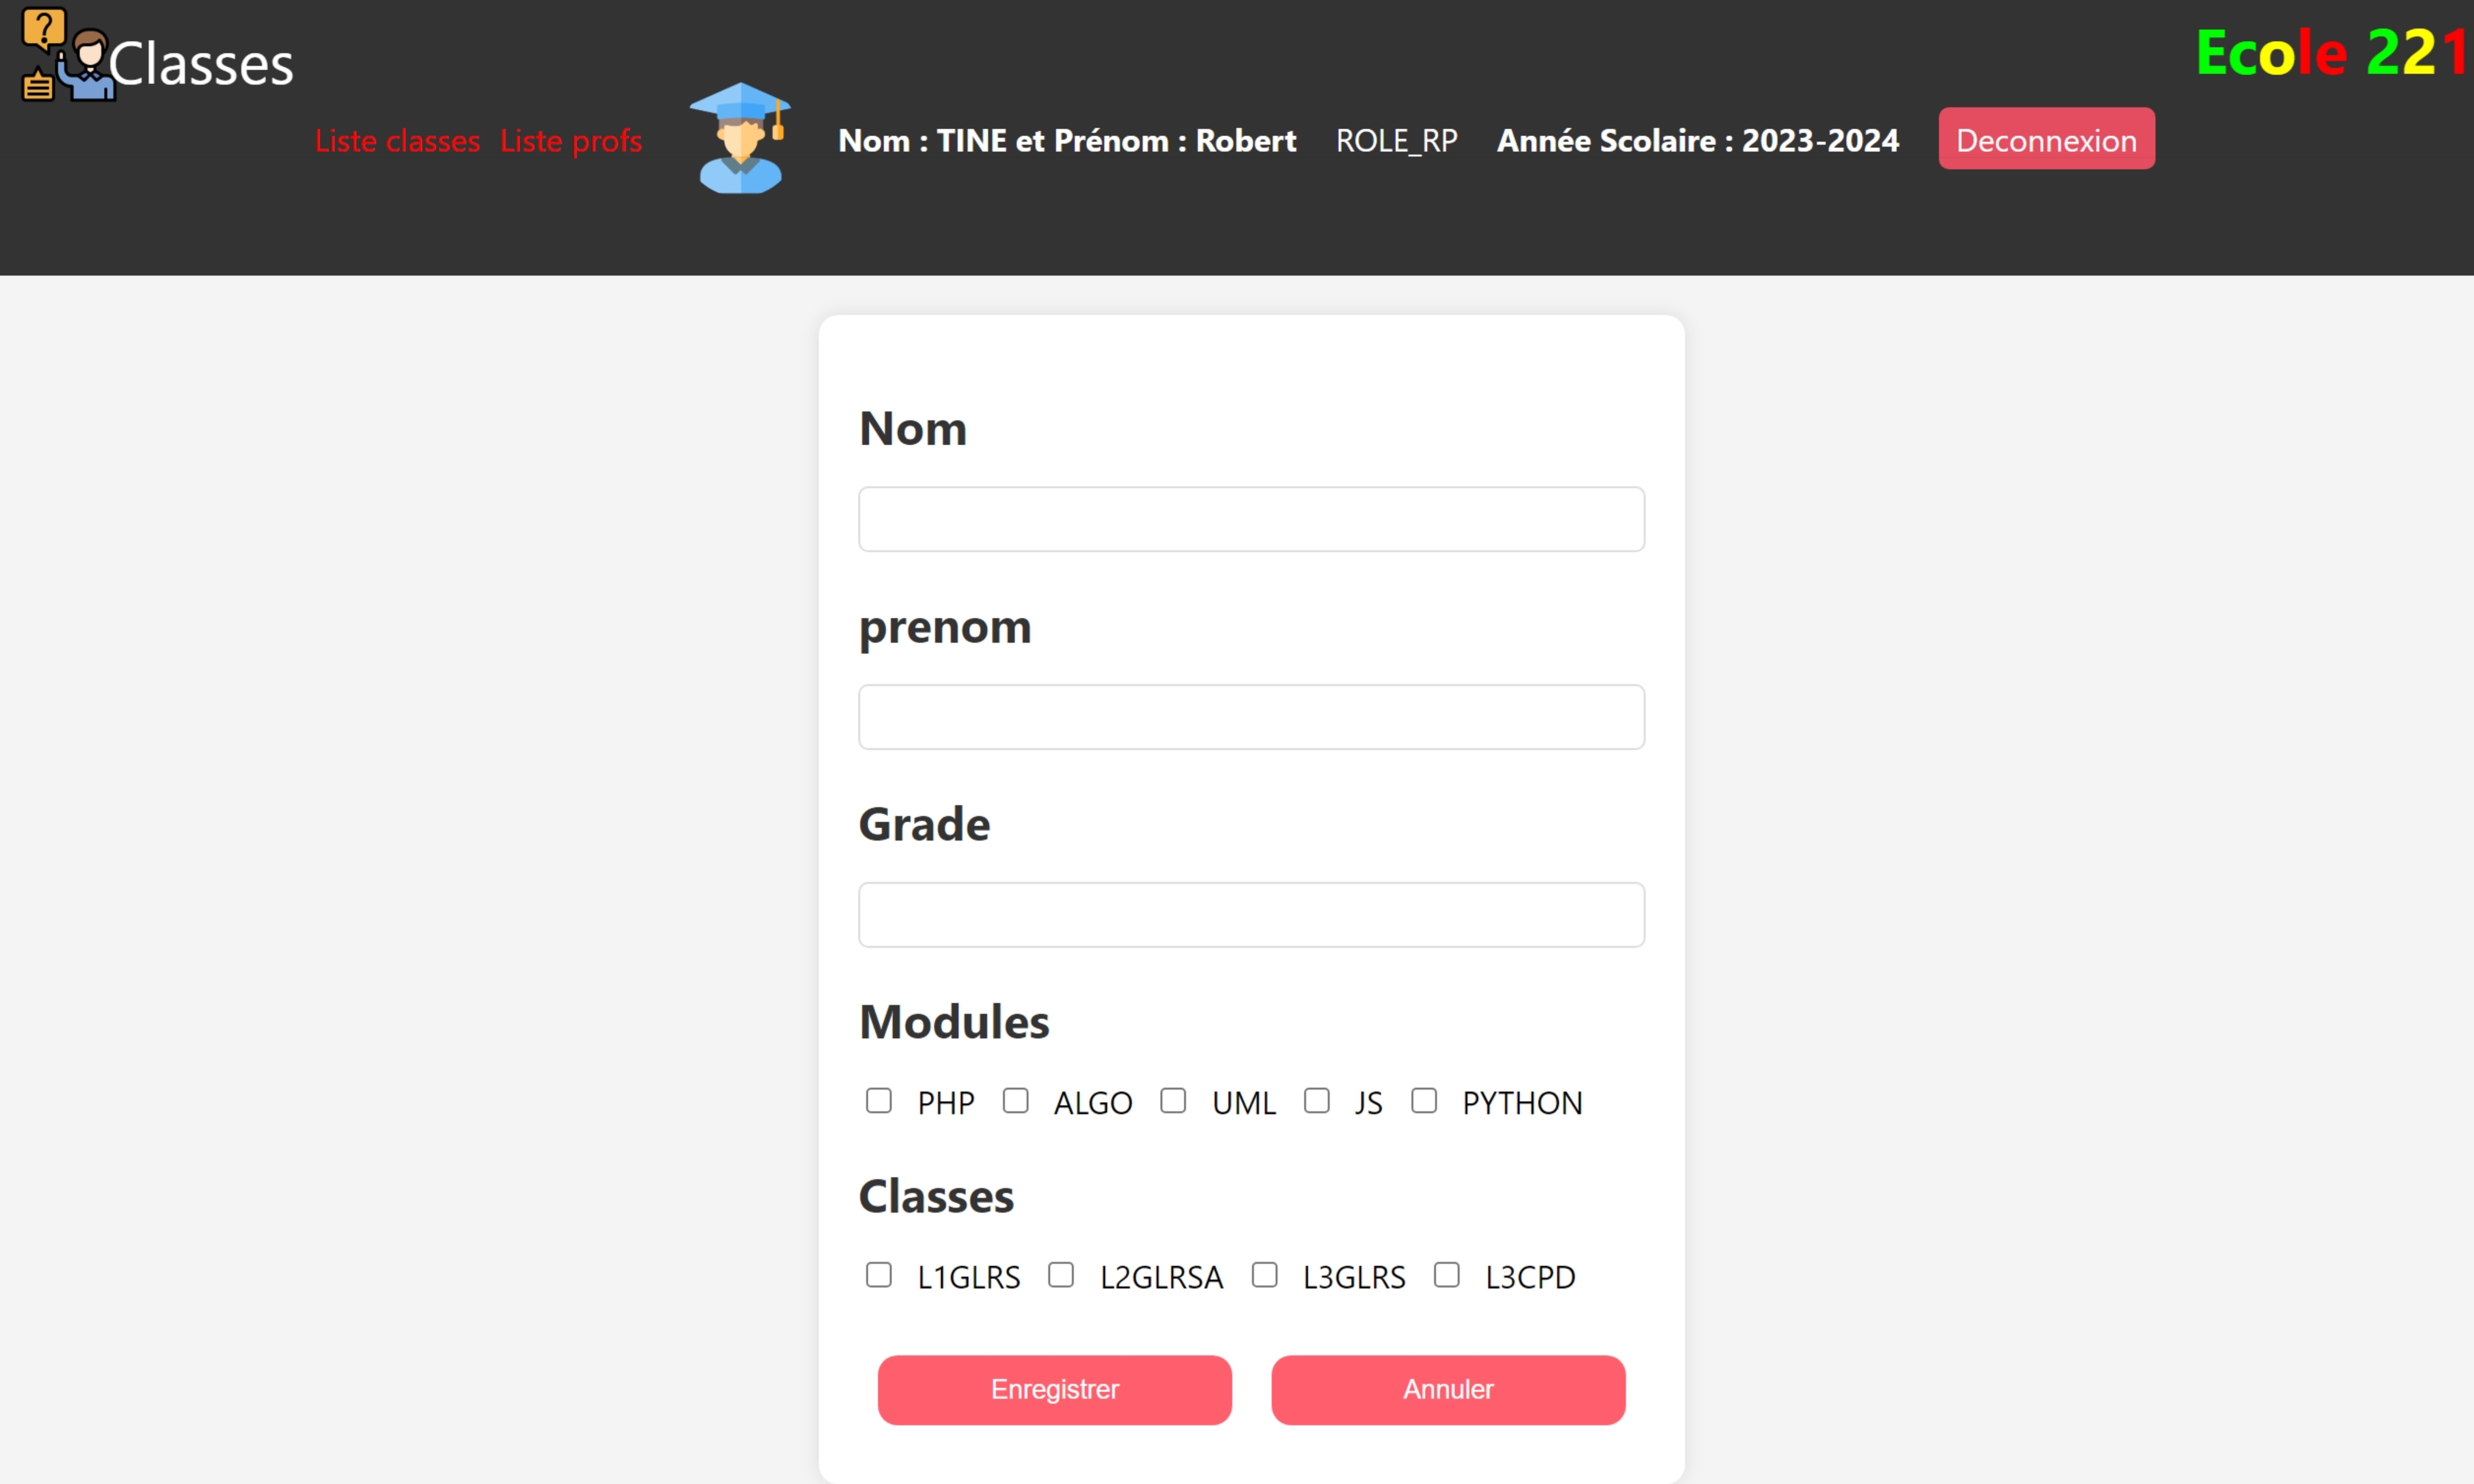 Classes
Ecole 221
Liste classes Liste profs Nom : TINE et Prénom : Robert ROLE_RP Année Scolaire : 2023-2024 Deconnexion
Nom
prenom
Grade
Modules
PHP ALGO UML JS PYTHON
Classes
L1GLRS L2GLRSA L3GLRS L3CPD
Enregistrer Annuler